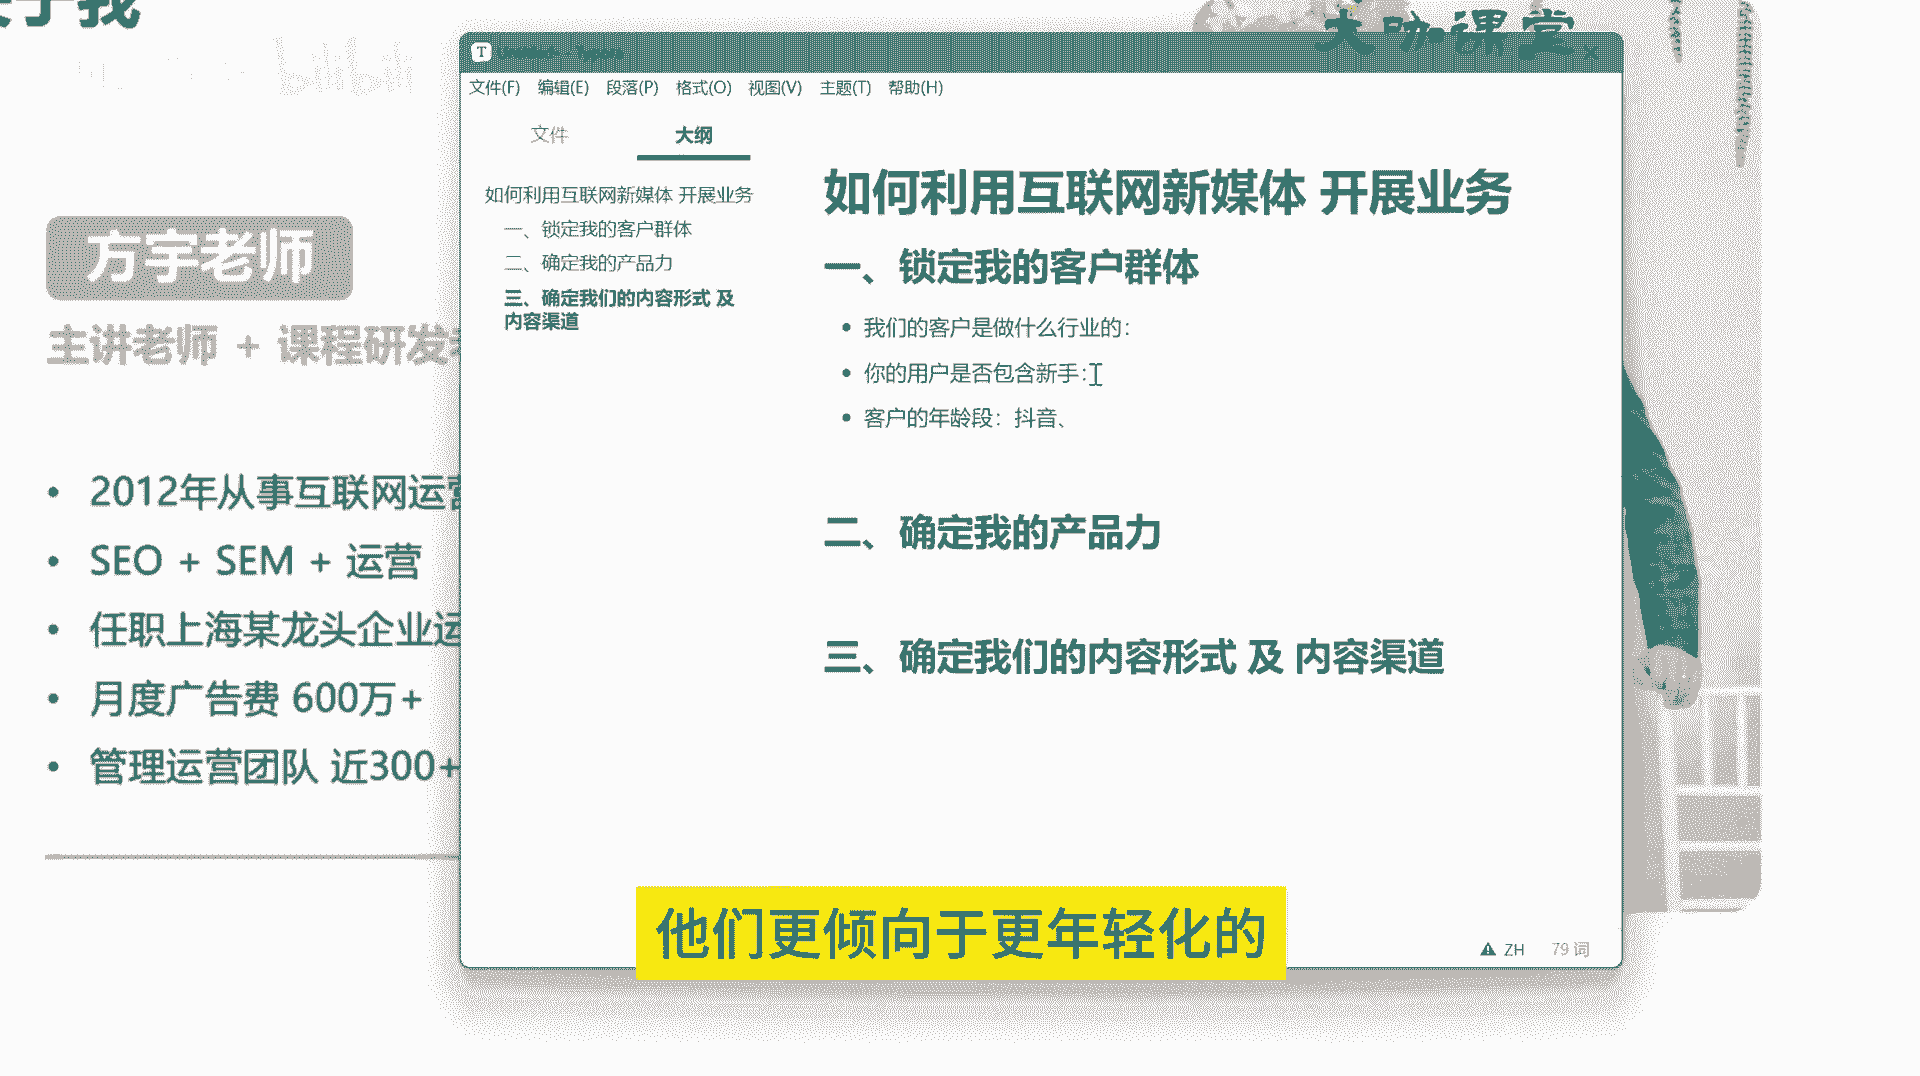 于我
bilibili
大咖课堂
方宇老师
主讲老师 + 课程研发
• 2012年从事互联网运营
• SEO + SEM + 运营
• 任职上海某龙头企业运
• 月度广告费 600万+
• 管理运营团队 近300+
T
文件(F) 编辑(E) 段落(P) 格式(O) 视图(V) 主题(T) 帮助(H)
文件 大纲
如何利用互联网新媒体 开展业务
一、锁定我的客户群体
二、确定我的产品力
三、确定我们的内容形式 及
内容渠道
如何利用互联网新媒体 开展业务
一、锁定我的客户群体
• 我们的客户是做什么行业的：
• 你的用户是否包含新手：
• 客户的年龄段：抖音、
二、确定我的产品力
三、确定我们的内容形式 及 内容渠道
ZH 79 词
他们更倾向于更年轻化的